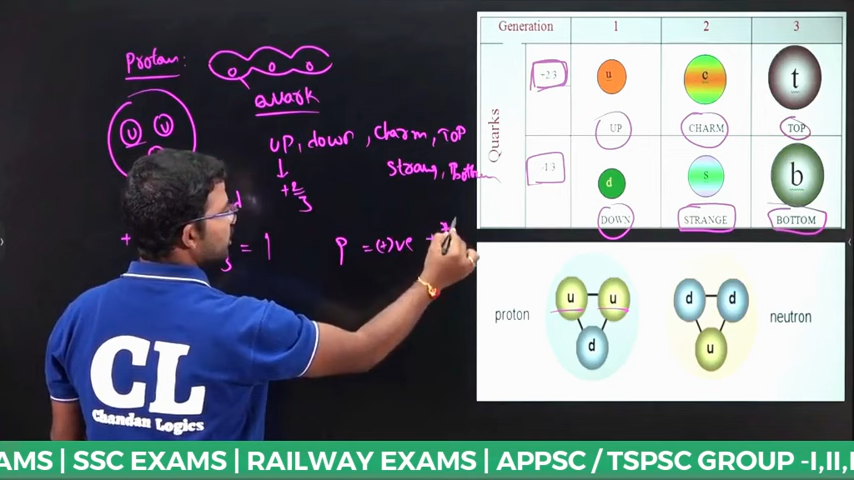 Proton:
Quark
U U
UP, down, Charm, TOP
Strang, Bottom
+2/3
d
+
3 = 1
P = (+)ve +
CL
Chandan Logics
Generation 1 2 3
Quarks
+2/3 u c t
UP CHARM TOP
-1/3 d s b
DOWN STRANGE BOTTOM
proton u u d
d d u neutron
AMS | SSC EXAMS | RAILWAY EXAMS | APPSC / TSPSC GROUP -I,II,I